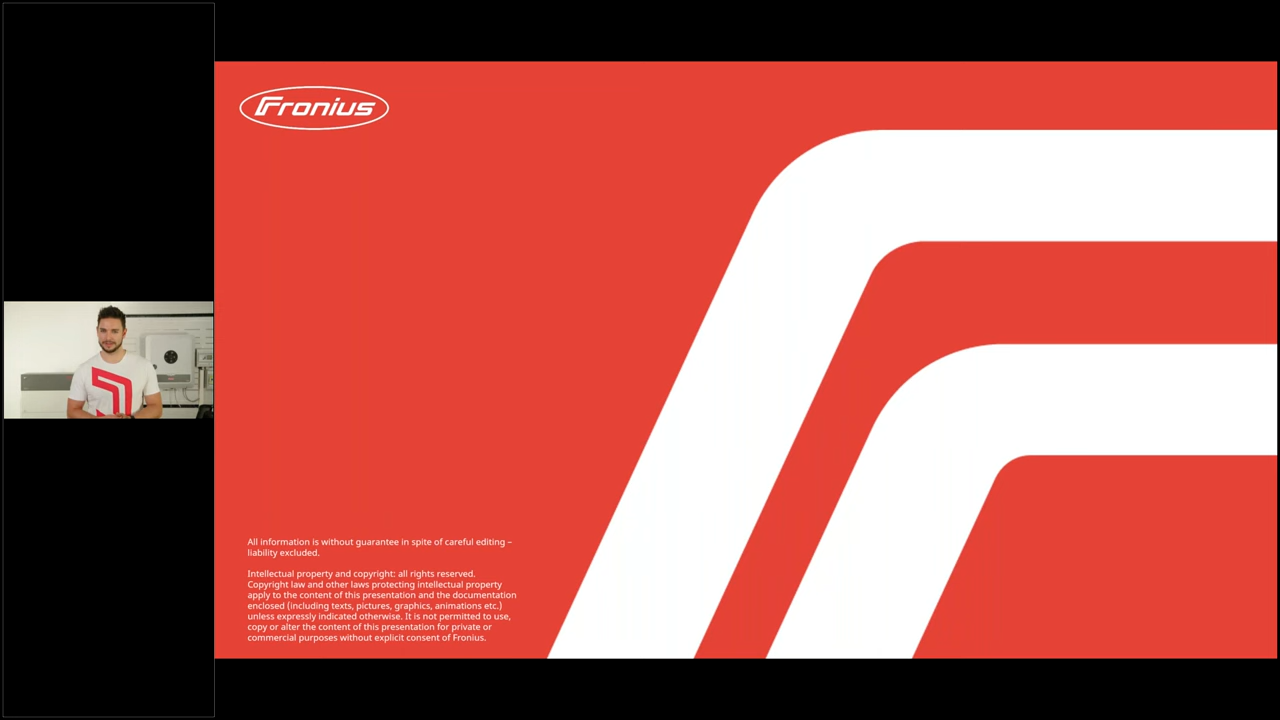 Fronius
All information is without guarantee in spite of careful editing –
liability excluded.
Intellectual property and copyright: all rights reserved.
Copyright law and other laws protecting intellectual property
apply to the content of this presentation and the documentation
enclosed (including texts, pictures, graphics, animations etc.)
unless expressly indicated otherwise. It is not permitted to use,
copy or alter the content of this presentation for private or
commercial purposes without explicit consent of Fronius.